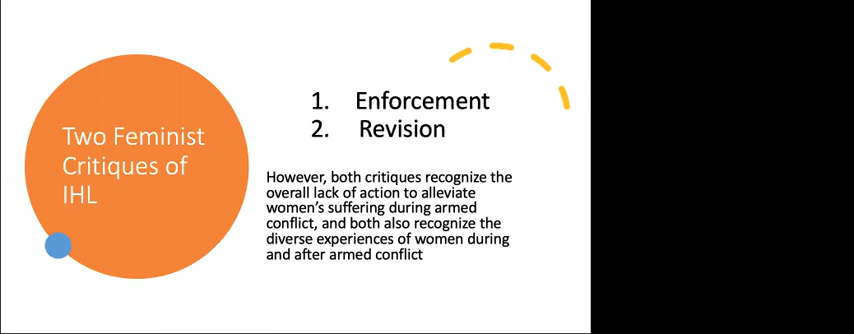 Two Feminist
Critiques of
IHL
1. Enforcement
2. Revision
However, both critiques recognize the
overall lack of action to alleviate
women's suffering during armed
conflict, and both also recognize the
diverse experiences of women during
and after armed conflict